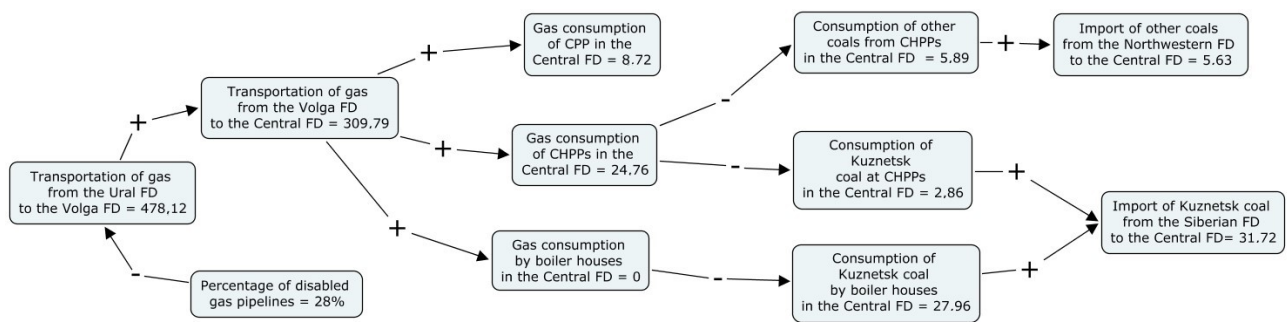 Gas consumption
of CPP in the
Central FD = 8.72
Consumption of other
coals from CHPPs
in the Central FD  = 5.89
Import of other coals
from the Northwestern FD
to the Central FD = 5.63
+
+
-
Transportation of gas
from the Volga FD
to the Central FD = 309,79
+
+
Gas consumption
of CHPPs in the
Central FD = 24,76
-
Consumption of
Kuznetsk
coal at CHPPs
in the Central FD = 2,86
+
Transportation of gas
from the Ural FD
to the Volga FD = 478,12
Import of Kuznetsk coal
from the Siberian FD
to the Central FD= 31.72
+
Gas consumption
by boiler houses
in the Central FD = 0
-
Consumption of
Kuznetsk coal
by boiler houses
in the Central FD = 27.96
+
-
Percentage of disabled
gas pipelines = 28%